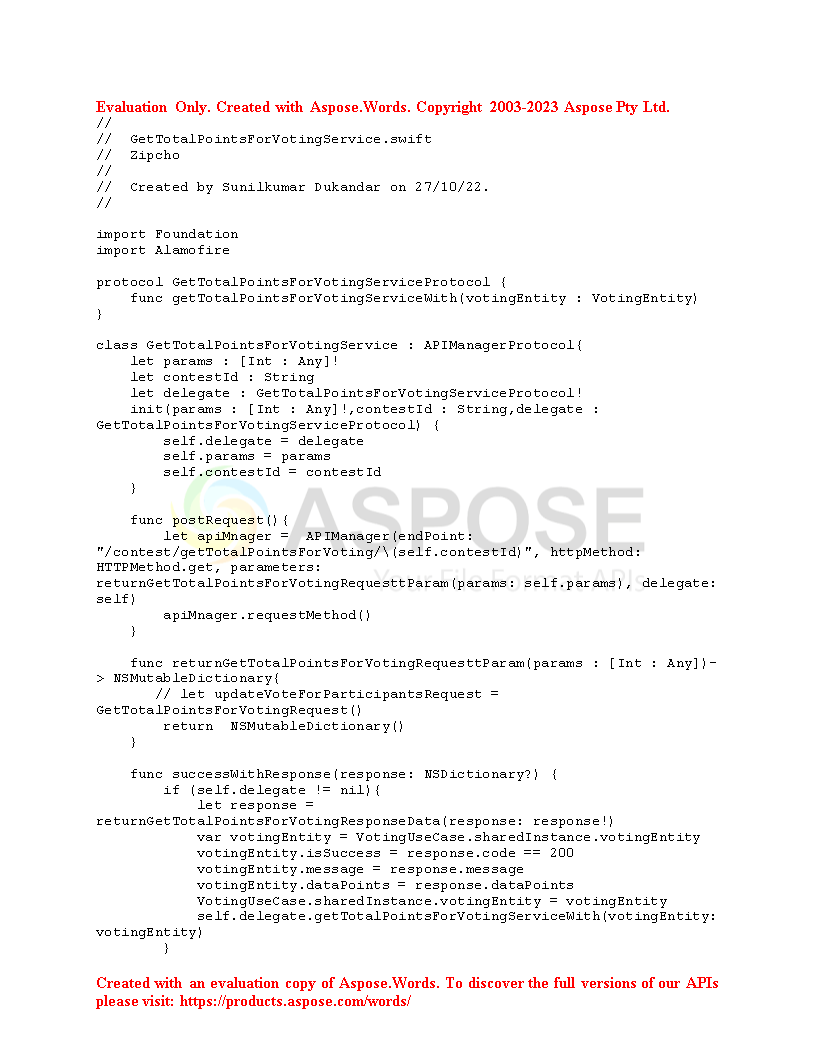 Evaluation Only. Created with Aspose.Words. Copyright 2003-2023 Aspose Pty Ltd.
//
//  GetTotalPointsForVotingService.swift
//  Zipcho
//
//  Created by Sunilkumar Dukandar on 27/10/22.
//
import Foundation
import Alamofire
protocol GetTotalPointsForVotingServiceProtocol {
    func getTotalPointsForVotingServiceWith(votingEntity : VotingEntity)
}
class GetTotalPointsForVotingService : APIManagerProtocol{
    let params : [Int : Any]!
    let contestId : String
    let delegate : GetTotalPointsForVotingServiceProtocol!
    init(params : [Int : Any]!,contestId : String,delegate :
GetTotalPointsForVotingServiceProtocol) {
        self.delegate = delegate
        self.params = params
        self.contestId = contestId
    }
ASPOSE
Your File Format APIs
    func postRequest(){
        let apiMnager =  APIManager(endPoint:
"/contest/getTotalPointsForVoting/\(self.contestId)", httpMethod:
HTTPMethod.get, parameters:
returnGetTotalPointsForVotingRequesttParam(params: self.params), delegate:
self)
        apiMnager.requestMethod()
    }
    func returnGetTotalPointsForVotingRequesttParam(params : [Int : Any])-
> NSMutableDictionary{
       // let updateVoteForParticipantsRequest =
GetTotalPointsForVotingRequest()
        return  NSMutableDictionary()
    }
    func successWithResponse(response: NSDictionary?) {
        if (self.delegate != nil){
            let response =
returnGetTotalPointsForVotingResponseData(response: response!)
            var votingEntity = VotingUseCase.sharedInstance.votingEntity
            votingEntity.isSuccess = response.code == 200
            votingEntity.message = response.message
            votingEntity.dataPoints = response.dataPoints
            VotingUseCase.sharedInstance.votingEntity = votingEntity
            self.delegate.getTotalPointsForVotingServiceWith(votingEntity:
votingEntity)
        }
Created with an evaluation copy of Aspose.Words. To discover the full versions of our APIs
please visit: https://products.aspose.com/words/